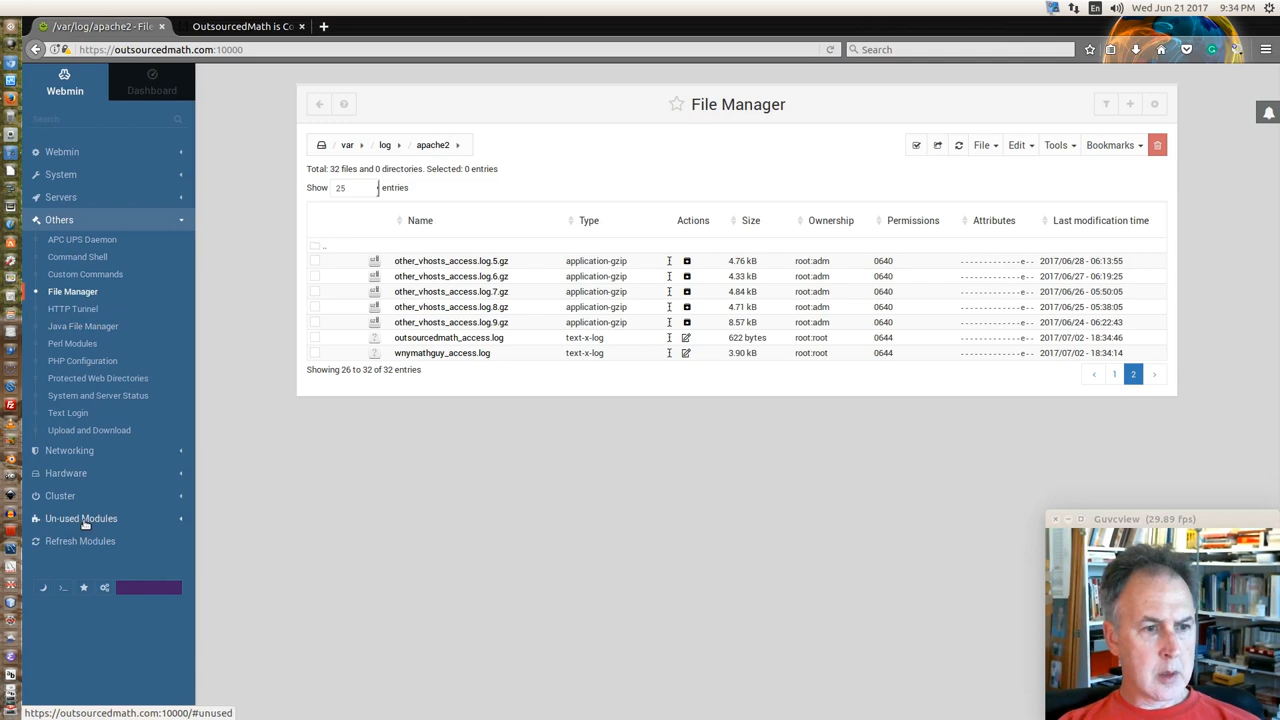 En
Wed Jun 21 2017
9:34 PM
/var/log/apache2 - File
OutsourcedMath is Co
https://outsourcedmath.com:10000
Search
Webmin
Dashboard
Search
Webmin
System
Servers
Others
APC UPS Daemon
Command Shell
Custom Commands
File Manager
HTTP Tunnel
Java File Manager
Perl Modules
PHP Configuration
Protected Web Directories
System and Server Status
Text Login
Upload and Download
Networking
Hardware
Cluster
Un-used Modules
Refresh Modules
https://outsourcedmath.com:10000/#unused
File Manager
/ var / log / apache2
File Edit Tools Bookmarks
Total: 32 files and 0 directories. Selected: 0 entries
Show 25 entries
Name Type Actions Size Ownership Permissions Attributes Last modification time
..
other_vhosts_access.log.5.gz application-gzip 4.76 kB root:adm 0640 -------------e-- 2017/06/28 - 06:13:55
other_vhosts_access.log.6.gz application-gzip 4.33 kB root:adm 0640 -------------e-- 2017/06/27 - 06:19:25
other_vhosts_access.log.7.gz application-gzip 4.84 kB root:adm 0640 -------------e-- 2017/06/26 - 05:50:05
other_vhosts_access.log.8.gz application-gzip 4.71 kB root:adm 0640 -------------e-- 2017/06/25 - 05:38:05
other_vhosts_access.log.9.gz application-gzip 8.57 kB root:adm 0640 -------------e-- 2017/06/24 - 06:22:43
outsourcedmath_access.log text-x-log 622 bytes root:root 0644 -------------e-- 2017/07/02 - 18:34:46
wnymathguy_access.log text-x-log 3.90 kB root:root 0644 -------------e-- 2017/07/02 - 18:34:14
Showing 26 to 32 of 32 entries
1 2
Guvcview (29.89 fps)